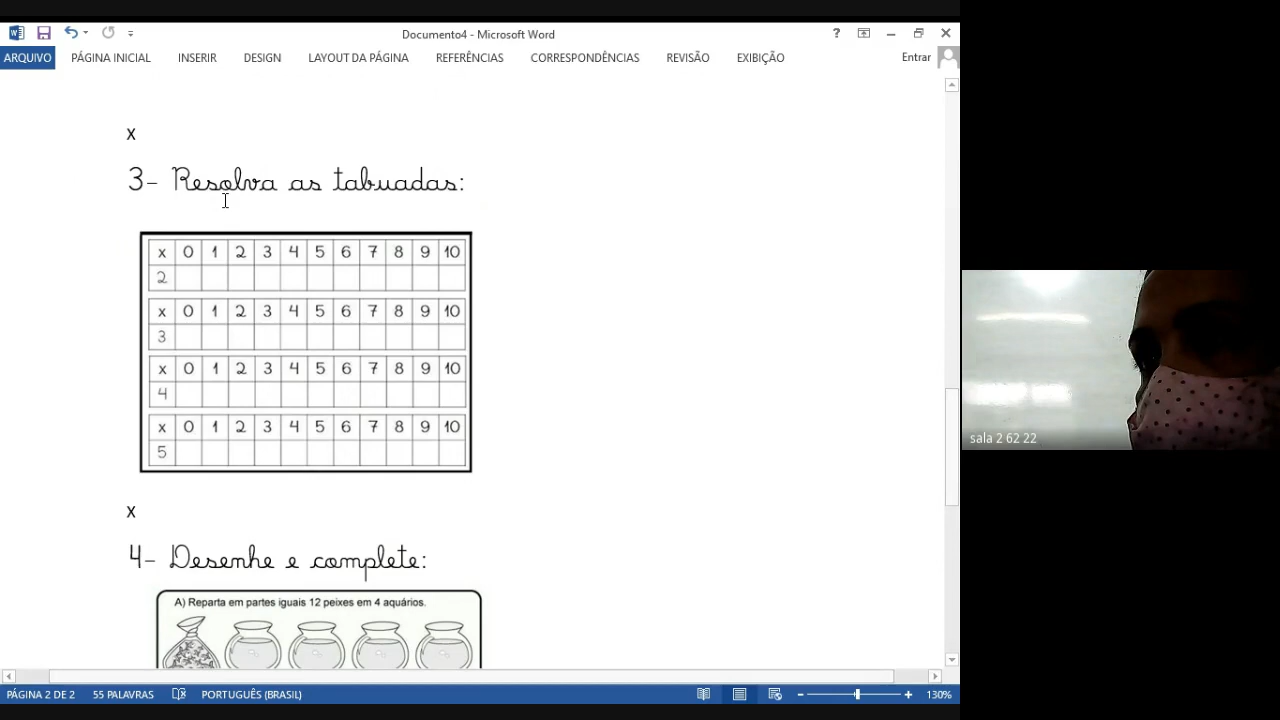 Documento4 - Microsoft Word
?
ARQUIVO PÁGINA INICIAL INSERIR DESIGN LAYOUT DA PÁGINA REFERÊNCIAS CORRESPONDÊNCIAS REVISÃO EXIBIÇÃO Entrar
x
3- Resolva as tabuadas:
x 0 1 2 3 4 5 6 7 8 9 10
2
x 0 1 2 3 4 5 6 7 8 9 10
3
x 0 1 2 3 4 5 6 7 8 9 10
4
x 0 1 2 3 4 5 6 7 8 9 10
5
x
4- Desenhe e complete:
A) Reparta em partes iguais 12 peixes em 4 aquários.
PÁGINA 2 DE 2 55 PALAVRAS PORTUGUÊS (BRASIL) 130%
sala 2 62 22